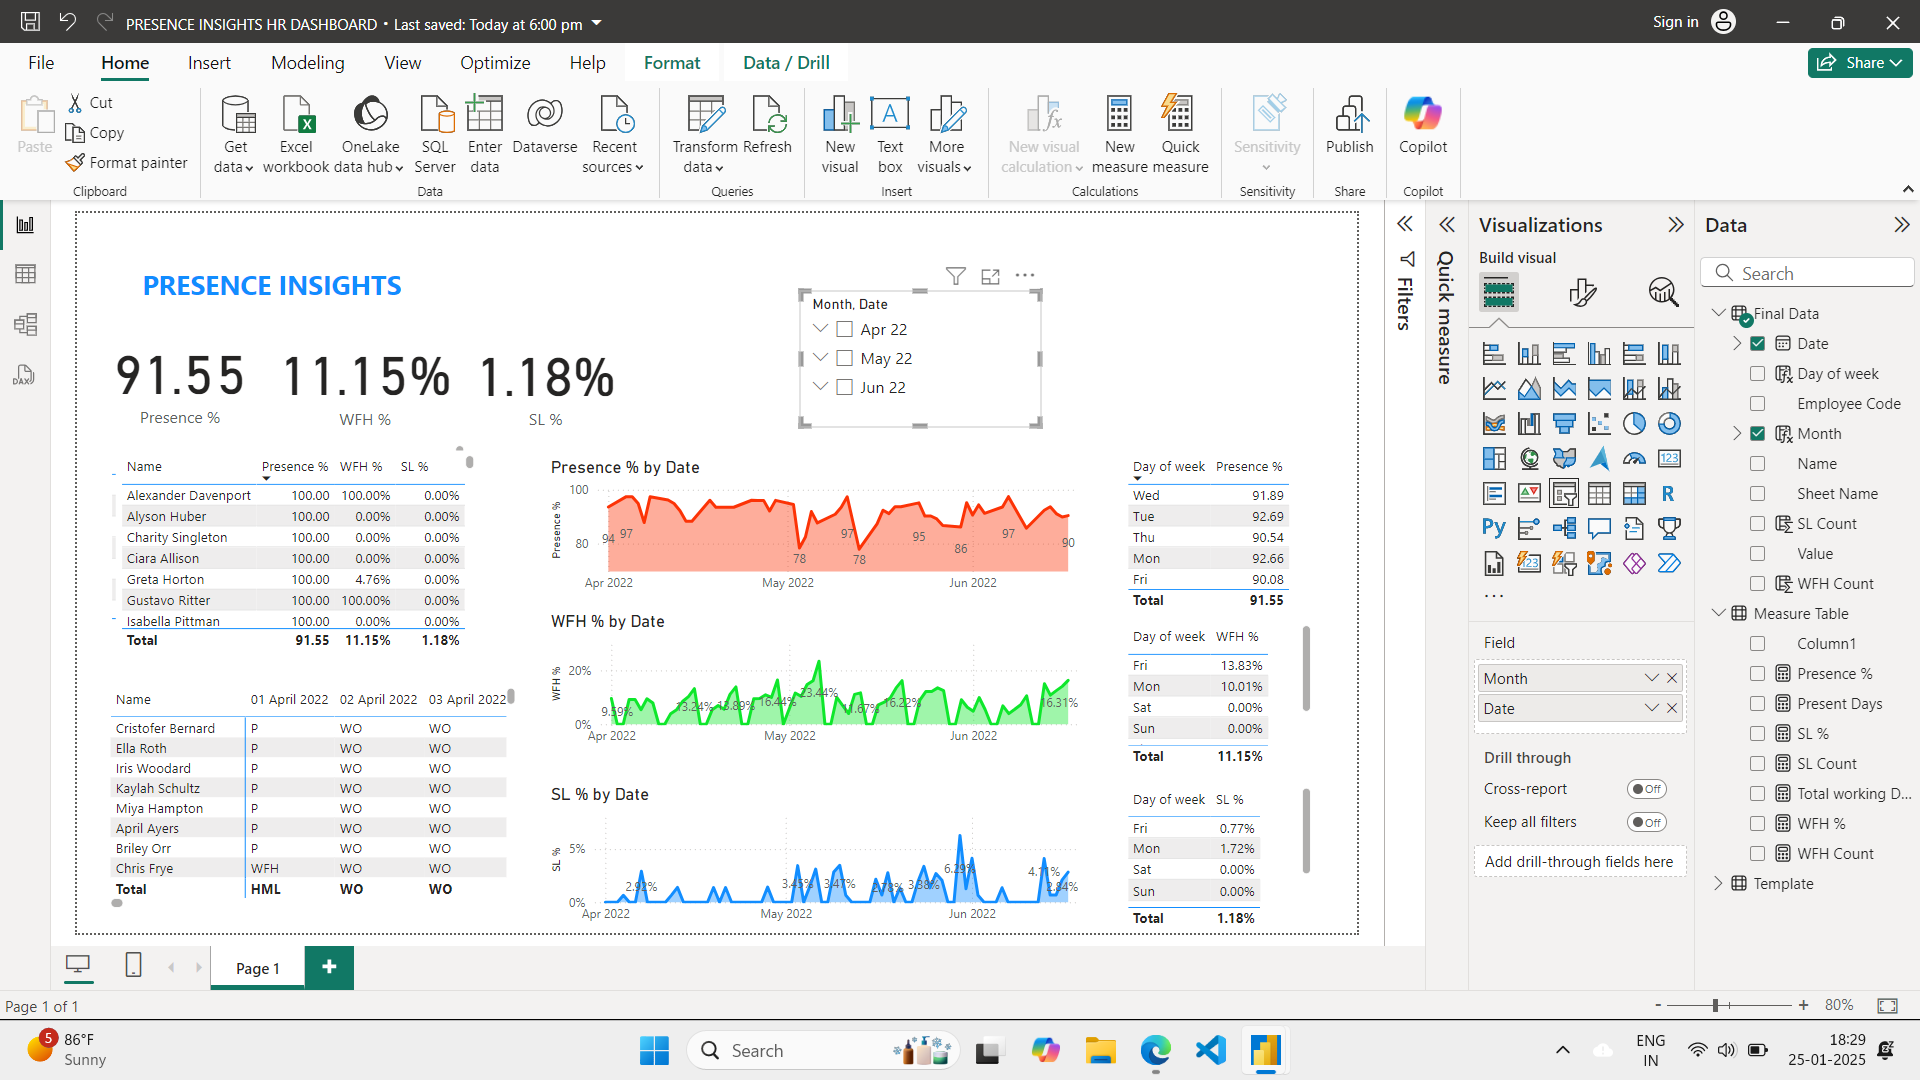 PRESENCE INSIGHTS HR DASHBOARD • Last saved: Today at 6:00 pm
Sign in
File Home Insert Modeling View Optimize Help Format Data / Drill
Share
Paste
Cut
Copy
Format painter
Clipboard
Get data
Excel workbook
OneLake data hub
SQL Server
Enter data
Dataverse
Recent sources
Data
Transform data
Refresh
Queries
New visual
Text box
More visuals
Insert
New visual calculation
New measure
Quick measure
Calculations
Sensitivity
Sensitivity
Publish
Share
Copilot
Copilot
PRESENCE INSIGHTS
91.55
Presence %
11.15%
WFH %
1.18%
SL %
Month, Date
Apr 22
May 22
Jun 22
Name Presence % WFH % SL %
Alexander Davenport 100.00 100.00% 0.00%
Alyson Huber 100.00 0.00% 0.00%
Charity Singleton 100.00 0.00% 0.00%
Ciara Allison 100.00 0.00% 0.00%
Greta Horton 100.00 4.76% 0.00%
Gustavo Ritter 100.00 100.00% 0.00%
Isabella Pittman 100.00 0.00% 0.00%
Total 91.55 11.15% 1.18%
Name 01 April 2022 02 April 2022 03 April 2022
Cristofer Bernard P WO WO
Ella Roth P WO WO
Iris Woodard P WO WO
Kaylah Schultz P WO WO
Miya Hampton P WO WO
April Ayers P WO WO
Briley Orr P WO WO
Chris Frye WFH WO WO
Total HML WO WO
Presence % by Date
Presence %
100
80
94 97 78 97 78 95 86 97 90
Apr 2022 May 2022 Jun 2022
WFH % by Date
WFH %
20%
0%
9.59% 13.24% 13.89% 16.44% 23.44% 11.67% 16.22% 16.31%
Apr 2022 May 2022 Jun 2022
SL % by Date
SL %
5%
0%
2.92% 3.45% 3.47% 2.78% 3.38% 6.29% 4.11% 2.84%
Apr 2022 May 2022 Jun 2022
Day of week Presence %
Wed 91.89
Tue 92.69
Thu 90.54
Mon 92.66
Fri 90.08
Total 91.55
Day of week WFH %
Fri 13.83%
Mon 10.01%
Sat 0.00%
Sun 0.00%
Total 11.15%
Day of week SL %
Fri 0.77%
Mon 1.72%
Sat 0.00%
Sun 0.00%
Total 1.18%
Filters
Quick measure
Visualizations
Build visual
123
R
Py
123
Field
Month
Date
Drill through
Cross-report Off
Keep all filters Off
Add drill-through fields here
Data
Search
Final Data
Date
Day of week
Employee Code
Month
Name
Sheet Name
SL Count
Value
WFH Count
Measure Table
Column1
Presence %
Present Days
SL %
SL Count
Total working D...
WFH %
WFH Count
Template
DAX
Page 1
Page 1 of 1
- + 80%
5
86°F
Sunny
Search
ENG
IN
18:29
25-01-2025